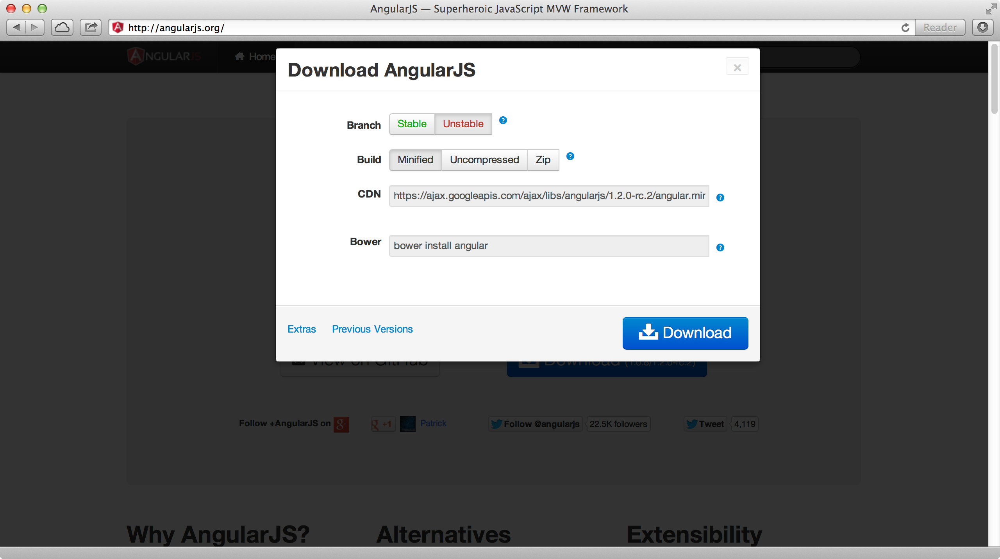 AngularJS — Superheroic JavaScript MVW Framework
http://angularjs.org/
Reader
ANGULARJS
Home
Download AngularJS
Branch
Stable
Unstable
Build
Minified
Uncompressed
Zip
CDN
https://ajax.googleapis.com/ajax/libs/angularjs/1.2.0-rc.2/angular.mir
Bower
bower install angular
Extras
Previous Versions
Download
View on GitHub
Download (1.0.8/1.2.0-rc.2)
Follow +AngularJS on
g+
g +1
Patrick
Follow @angularjs
22.5K followers
Tweet
4,119
Why AngularJS?
Alternatives
Extensibility